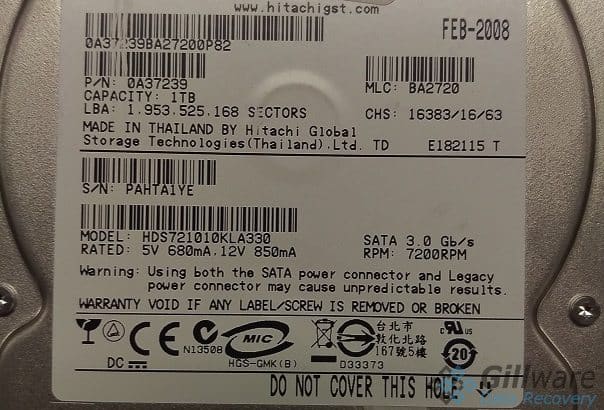 www.hitachigst.com
FEB-2008
0A37239BA27200P82
P/N: 0A37239
MLC: BA2720
CAPACITY: 1TB
LBA: 1,953,525,168 SECTORS
CHS: 16383/16/63
MADE IN THAILAND BY Hitachi Global
Storage Technologies(Thailand).Ltd. TD E182115 T
S/N: PAHTA1YE
MODEL: HDS721010KLA330
SATA 3.0 Gb/s
RATED: 5V 680mA,12V 850mA
RPM: 7200RPM
Warning: Using both the SATA power connector and Legacy
power connector may cause unpredictable results.
WARRANTY VOID IF ANY LABEL/SCREW IS REMOVED OR BROKEN
CE
N13508
MIC
HGS-GMK(B)
D33373
台北市
敦化北路
167號5樓
c UL us
20
DC
DO NOT COVER THIS HOLE
Gillware
Data Recovery